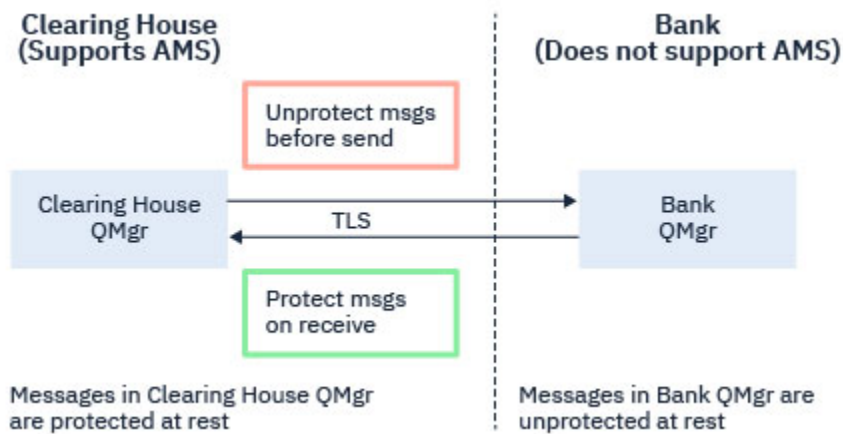 Clearing House
(Supports AMS)
Bank
(Does not support AMS)
Unprotect msgs
before send
Clearing House
QMgr
TLS
Bank
QMgr
Protect msgs
on receive
Messages in Clearing House QMgr
are protected at rest
Messages in Bank QMgr are
unprotected at rest